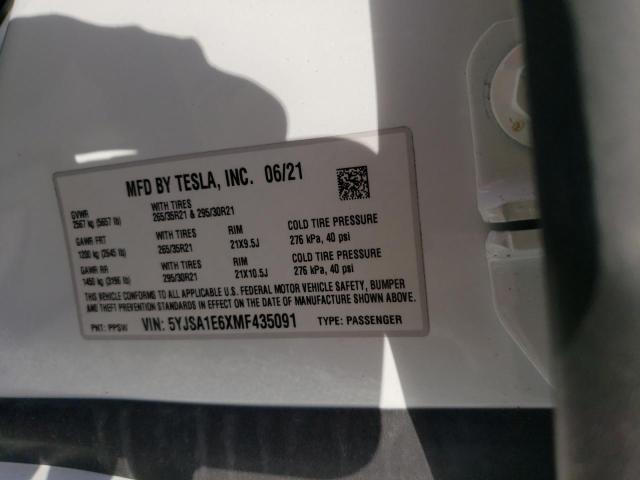 MFD BY TESLA, INC. 06/21
GVWR
2567 kg (5657 lb)
WITH TIRES
265/35R21 & 295/30R21
GAWR FRT
1200 kg (2645 lb)
WITH TIRES
265/35R21
RIM
21X9.5J
COLD TIRE PRESSURE
276 kPa, 40 psi
GAWR RR
1450 kg (3196 lb)
WITH TIRES
295/30R21
RIM
21X10.5J
COLD TIRE PRESSURE
276 kPa, 40 psi
THIS VEHICLE CONFORMS TO ALL APPLICABLE U.S. FEDERAL MOTOR VEHICLE SAFETY, BUMPER
AND THEFT PREVENTION STANDARDS IN EFFECT ON THE DATE OF MANUFACTURE SHOWN ABOVE.
PNT: PPSW VIN: 5YJSA1E6XMF435091 TYPE: PASSENGER